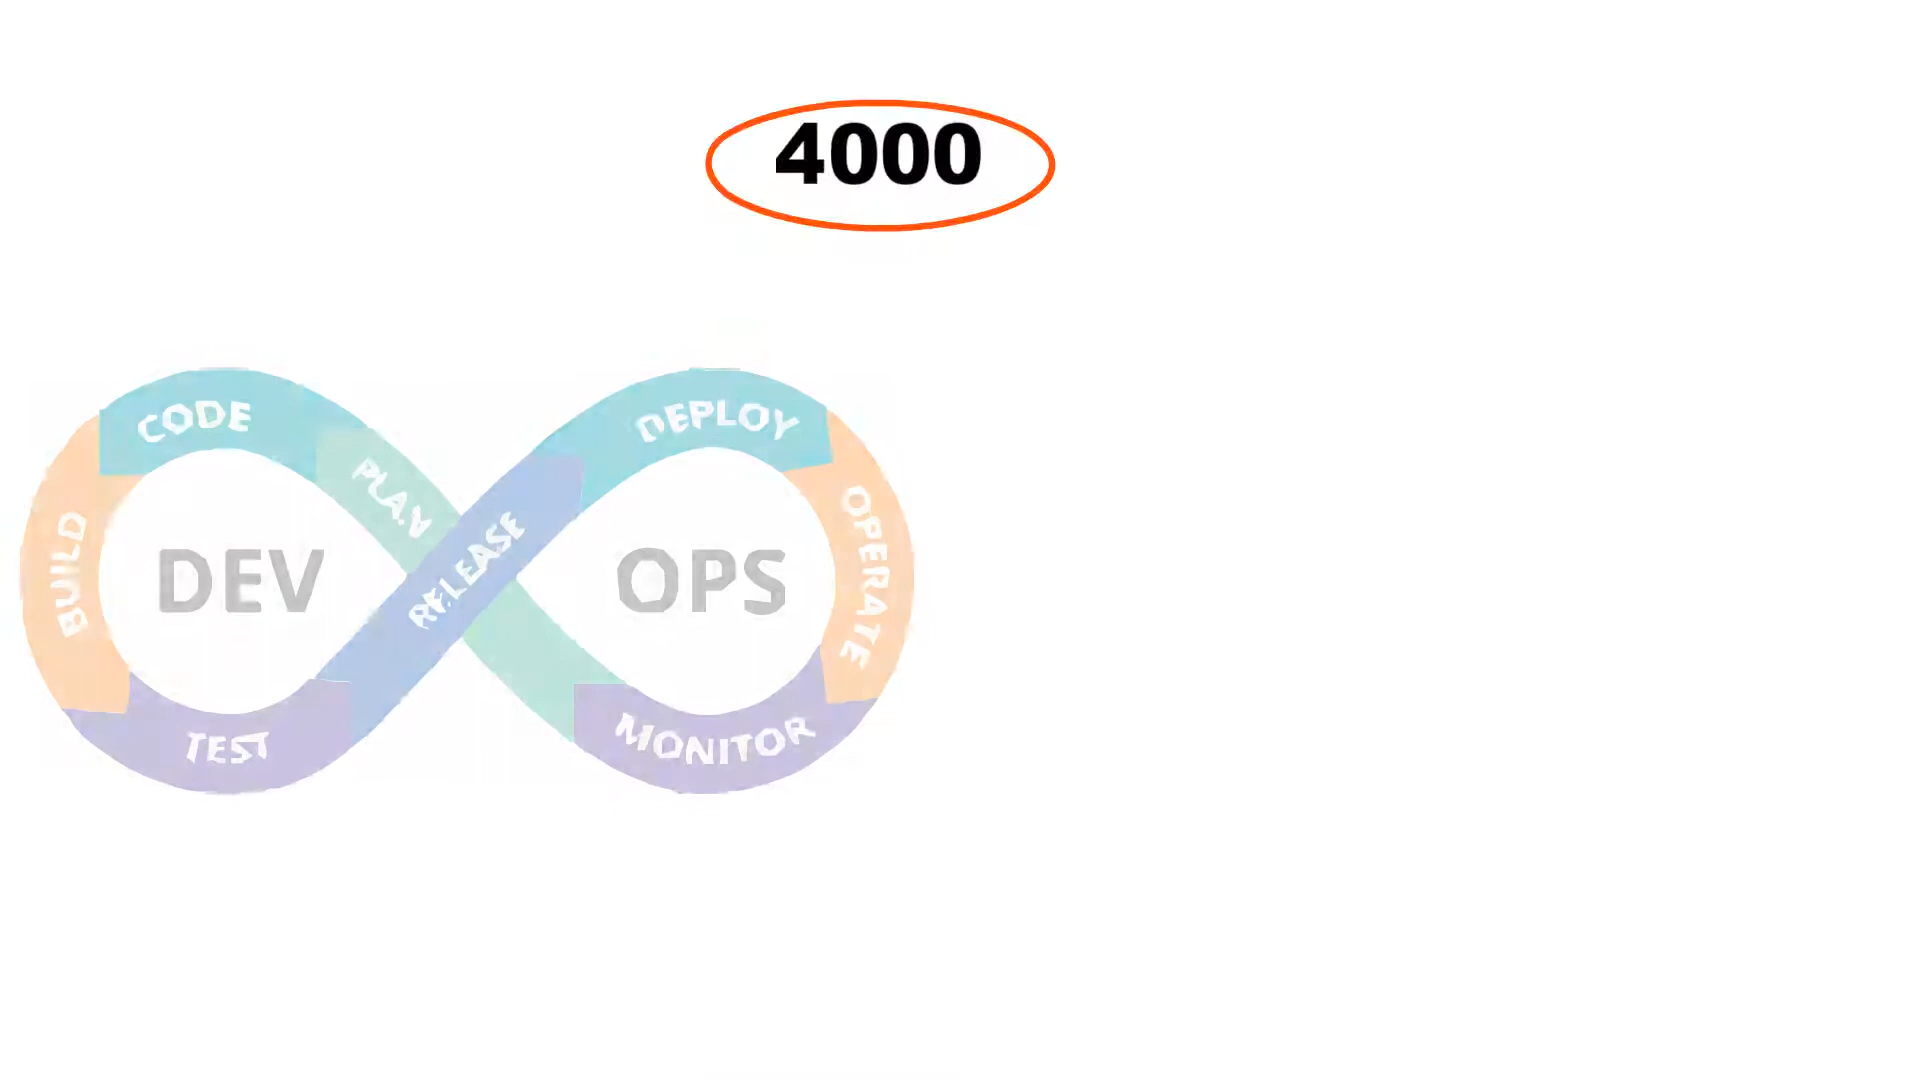 4000
CODE
PLAN
BUILD
DEV
TEST
RELEASE
DEPLOY
OPERATE
OPS
MONITOR